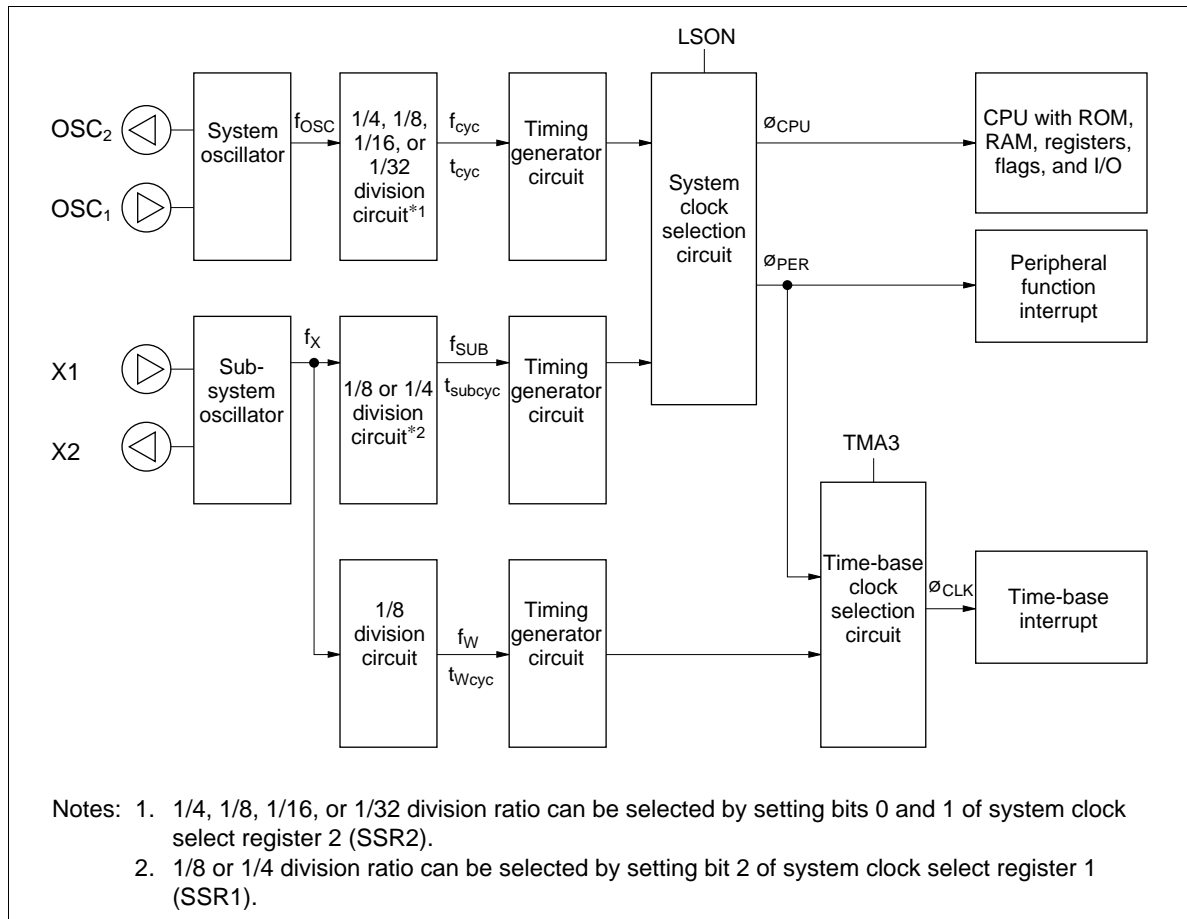 LSON
OSC₂
System
oscillator
fOSC
1/4, 1/8,
1/16, or
1/32
division
circuit*1
fcyc
tcyc
Timing
generator
circuit
OSC₁
System
clock
selection
circuit
øCPU
CPU with ROM,
RAM, registers,
flags, and I/O
øPER
Peripheral
function
interrupt
X1
X2
Sub-
system
oscillator
fX
1/8 or 1/4
division
circuit*2
fSUB
tsubcyc
Timing
generator
circuit
TMA3
1/8
division
circuit
fW
tWcyc
Timing
generator
circuit
Time-base
clock
selection
circuit
øCLK
Time-base
interrupt
Notes: 1. 1/4, 1/8, 1/16, or 1/32 division ratio can be selected by setting bits 0 and 1 of system clock
select register 2 (SSR2).
2. 1/8 or 1/4 division ratio can be selected by setting bit 2 of system clock select register 1
(SSR1).